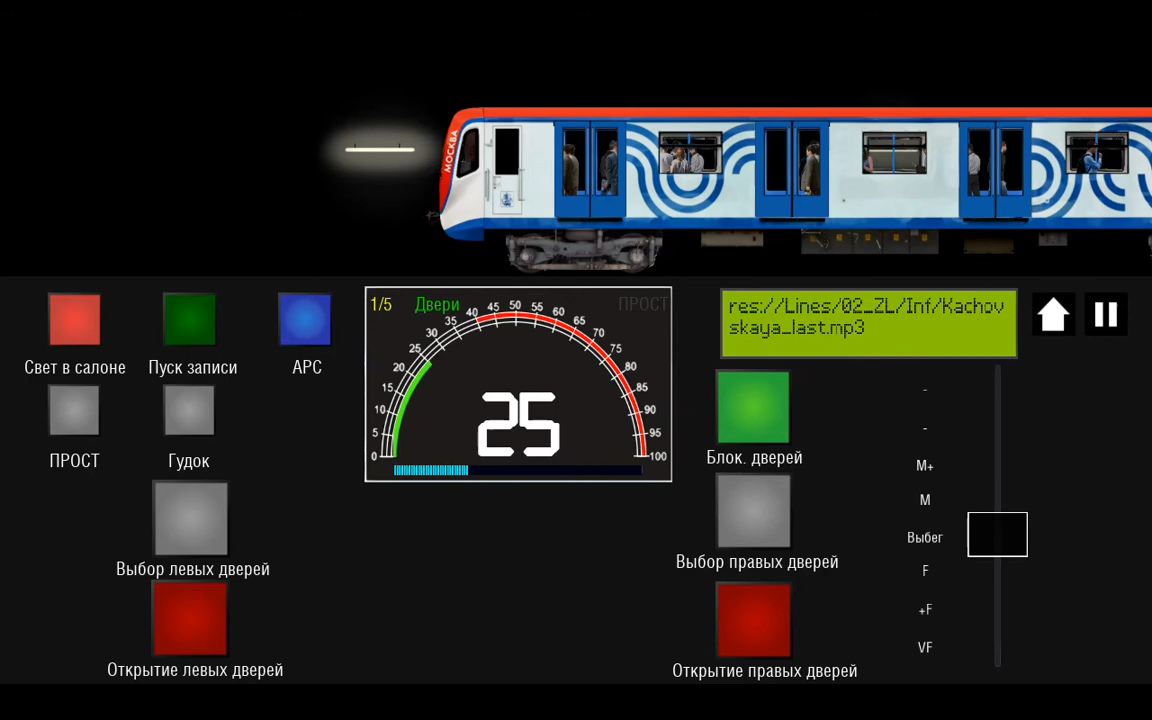 МОСКВА
1/5 Двери ПРОСТ
0 5 10 15 20 25 30 35 40 45 50 55 60 65 70 75 80 85 90 95 100
25
res://Lines/02_ZL/Inf/Kachov
skaya_last.mp3
Свет в салоне Пуск записи АРС
ПРОСТ Гудок
Выбор левых дверей
Открытие левых дверей
Блок. дверей
Выбор правых дверей
Открытие правых дверей
-
-
M+
M
Выбег
F
+F
VF